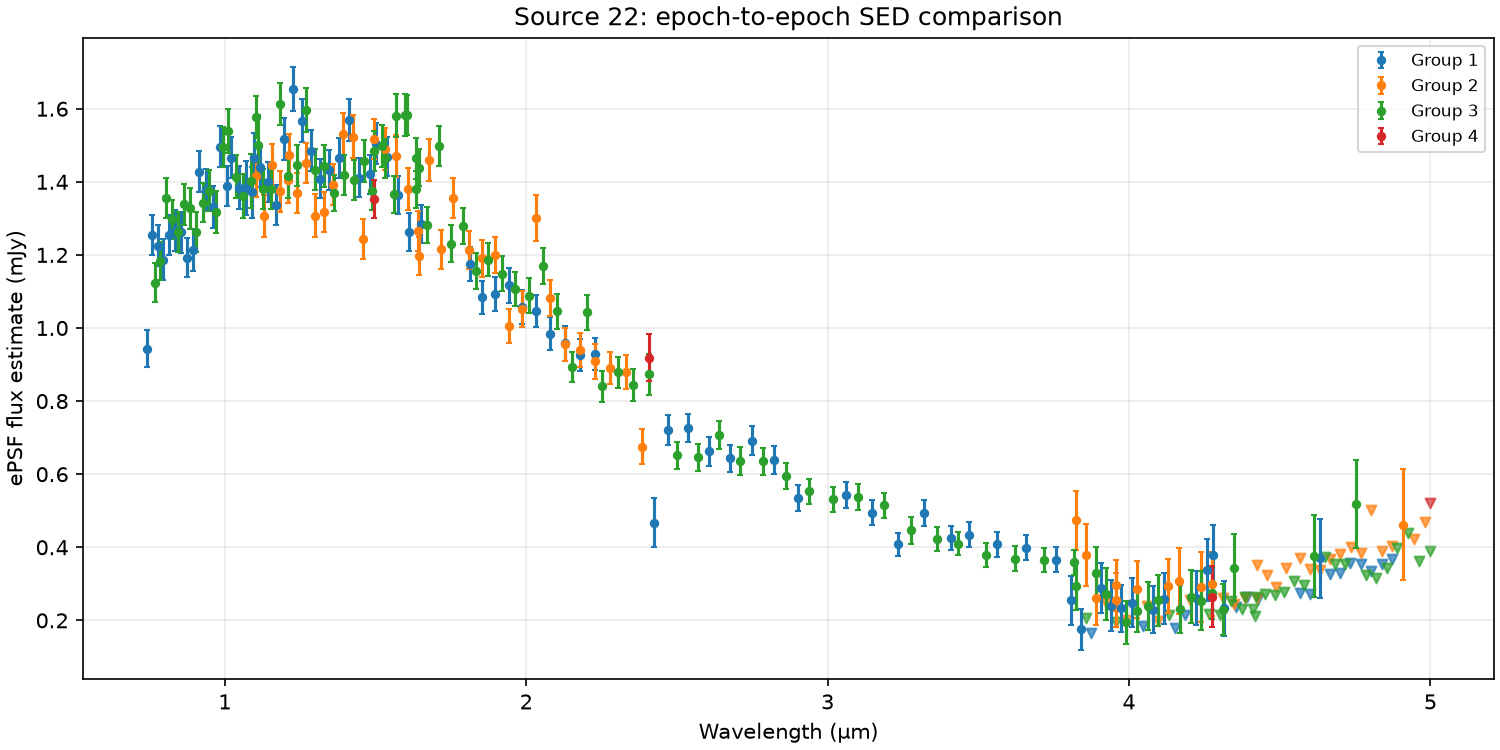 Source 22: epoch-to-epoch SED comparison
ePSF flux estimate (mJy)
1.6
1.4
1.2
1.0
0.8
0.6
0.4
0.2
Group 1
Group 2
Group 3
Group 4
1 2 3 4 5
Wavelength (µm)